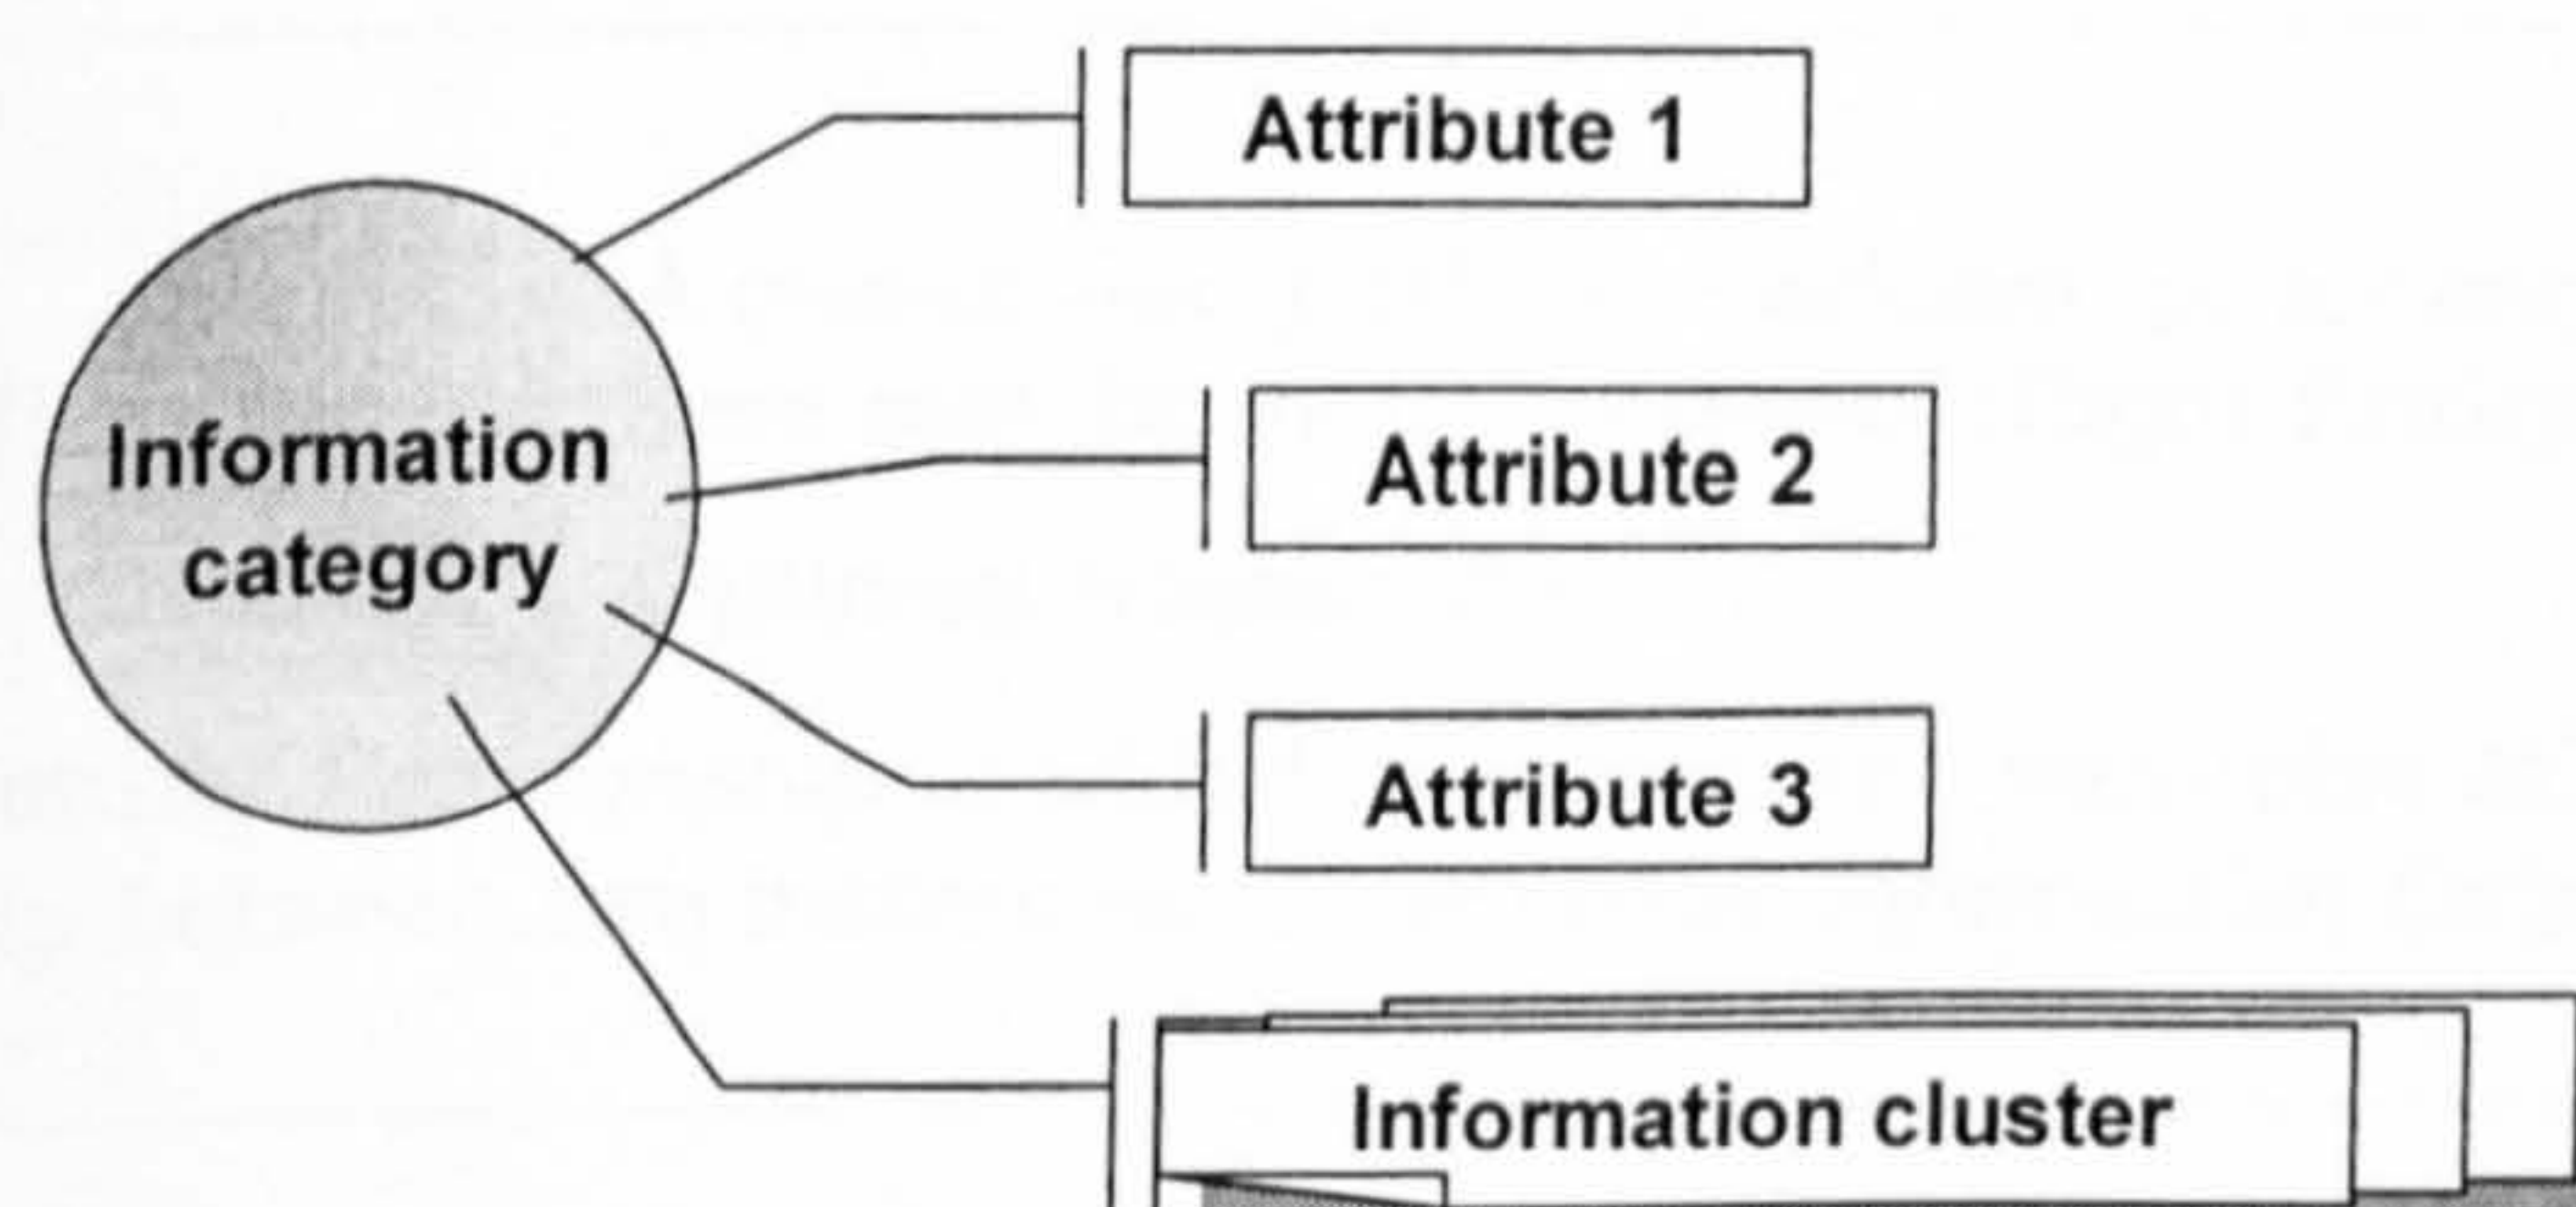 Attribute 1
Attribute 2
Information
category
Attribute 3
Information cluster